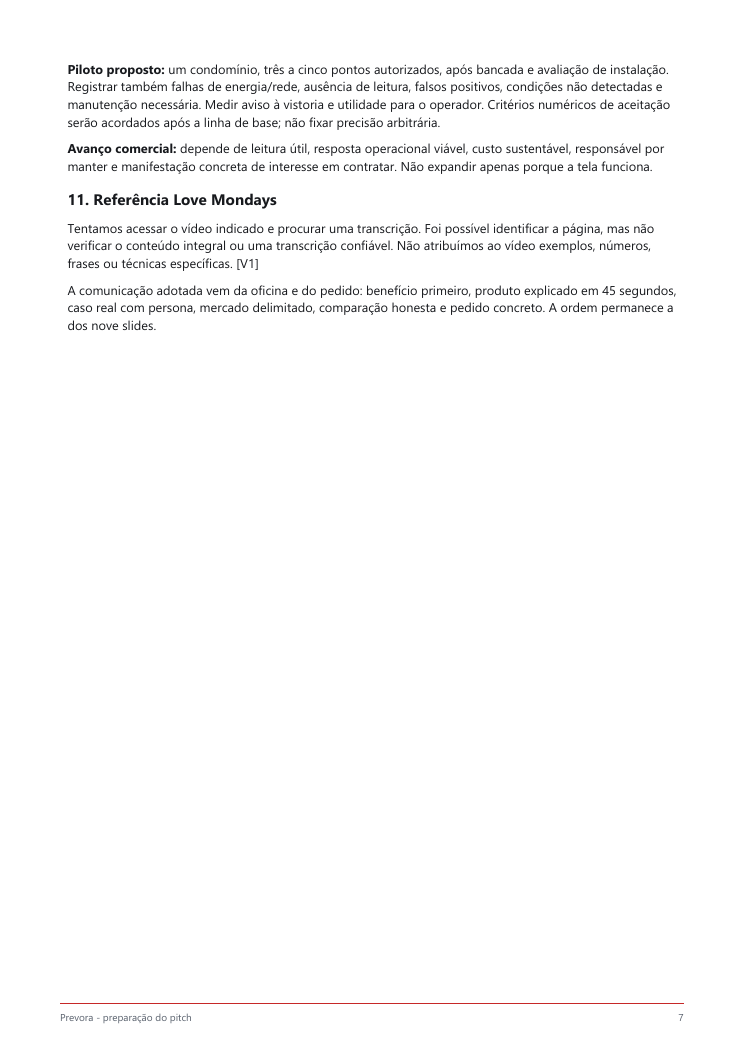 Piloto proposto: um condomínio, três a cinco pontos autorizados, após bancada e avaliação de instalação.
Registrar também falhas de energia/rede, ausência de leitura, falsos positivos, condições não detectadas e
manutenção necessária. Medir aviso à vistoria e utilidade para o operador. Critérios numéricos de aceitação
serão acordados após a linha de base; não fixar precisão arbitrária.
Avanço comercial: depende de leitura útil, resposta operacional viável, custo sustentável, responsável por
manter e manifestação concreta de interesse em contratar. Não expandir apenas porque a tela funciona.
11. Referência Love Mondays
Tentamos acessar o vídeo indicado e procurar uma transcrição. Foi possível identificar a página, mas não
verificar o conteúdo integral ou uma transcrição confiável. Não atribuímos ao vídeo exemplos, números,
frases ou técnicas específicas. [V1]
A comunicação adotada vem da oficina e do pedido: benefício primeiro, produto explicado em 45 segundos,
caso real com persona, mercado delimitado, comparação honesta e pedido concreto. A ordem permanece a
dos nove slides.
Prevora - preparação do pitch
7